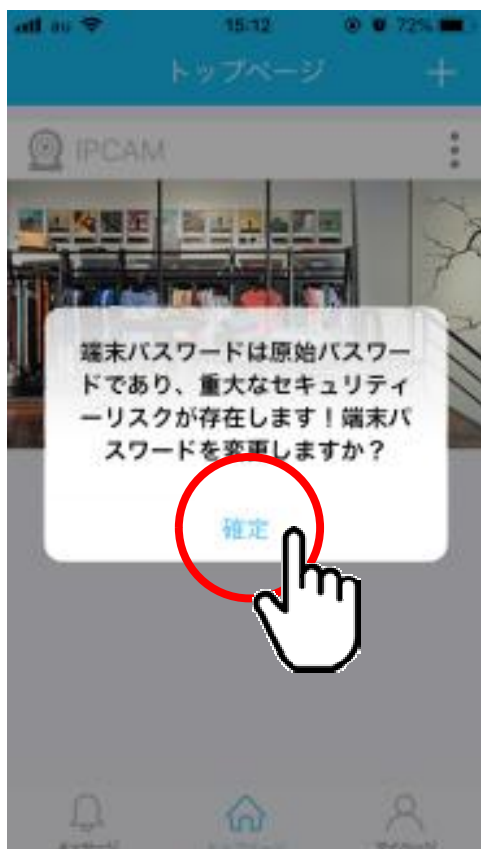 au 15:12 72%
トップページ
IPCAM
端末パスワードは原始パスワー
ドであり、重大なセキュリティ
ーリスクが存在します！端末パ
スワードを変更しますか？
確定